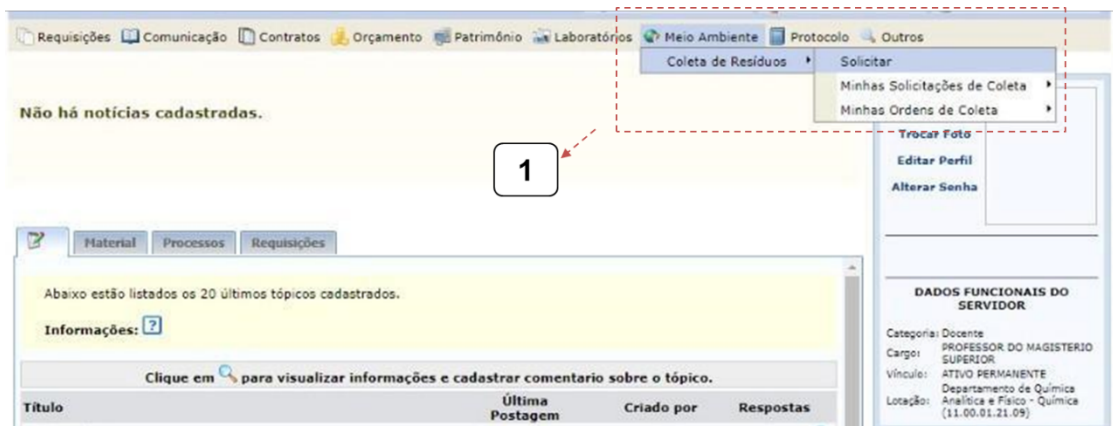 Requisições Comunicação Contratos Orçamento Patrimônio Laboratórios Meio Ambiente Protocolo Outros
Coleta de Resíduos Solicitar
Minhas Solicitações de Coleta
Minhas Ordens de Coleta
Não há notícias cadastradas.
1
Trocar Foto
Editar Perfil
Alterar Senha
Material Processos Requisições
Abaixo estão listados os 20 últimos tópicos cadastrados.
Informações: ?
Clique em para visualizar informações e cadastrar comentario sobre o tópico.
Título Última Postagem Criado por Respostas
DADOS FUNCIONAIS DO
SERVIDOR
Categoria: Docente
Cargo: PROFESSOR DO MAGISTERIO
SUPERIOR
Vínculo: ATIVO PERMANENTE
Lotação: Departamento de Química
Analítica e Físico - Química
(11.00.01.21.09)